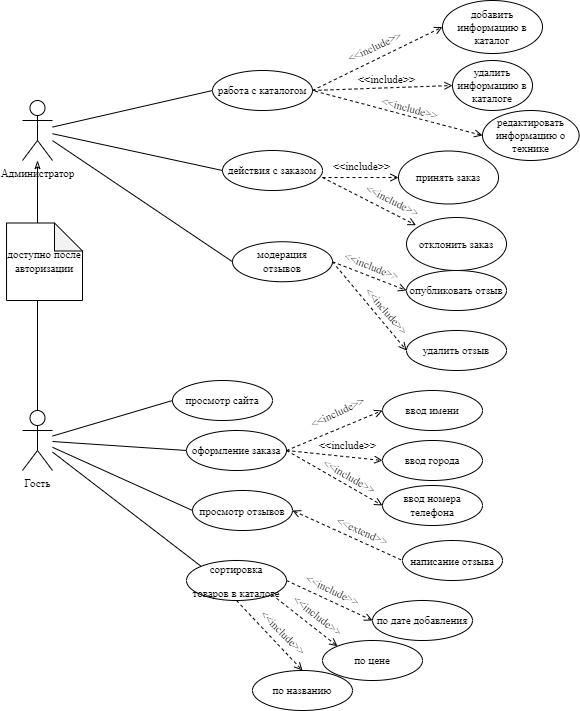 добавить
информацию в
каталог
<<include>>
удалить
информацию в
каталоге
<<include>>
работа с каталогом
<<include>>
редактировать
информацию о
технике
Администратор
действия с заказом
<<include>>
принять заказ
<<include>>
отклонить заказ
доступно после
авторизации
модерация
отзывов
<<include>>
опубликовать отзыв
<<include>>
удалить отзыв
просмотр сайта
<<include>>
ввод имени
Гость
оформление заказа
<<include>>
ввод города
<<include>>
ввод номера
телефона
просмотр отзывов
<<extend>>
написание отзыва
сортировка
товаров в каталоге
<<include>>
по дате добавления
<<include>>
по цене
<<include>>
по названию